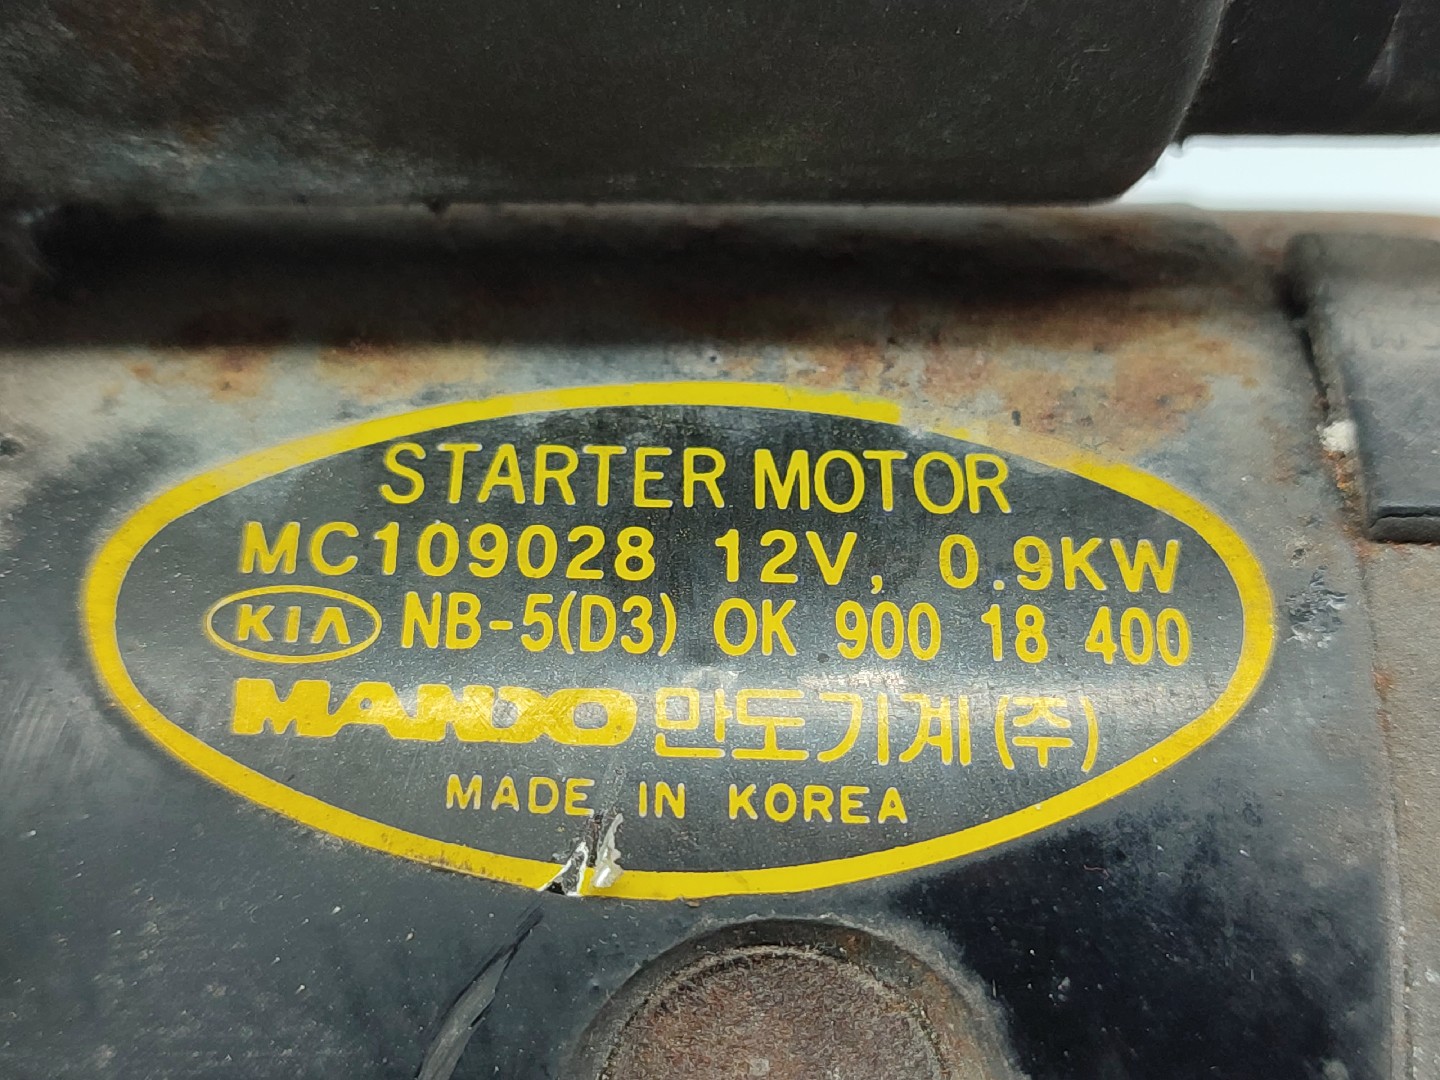 STARTER MOTOR
MC109028 12V, 0.9KW
KIA NB-5(D3) OK 900 18 400
MANDO 만도기계(주)
MADE IN KOREA